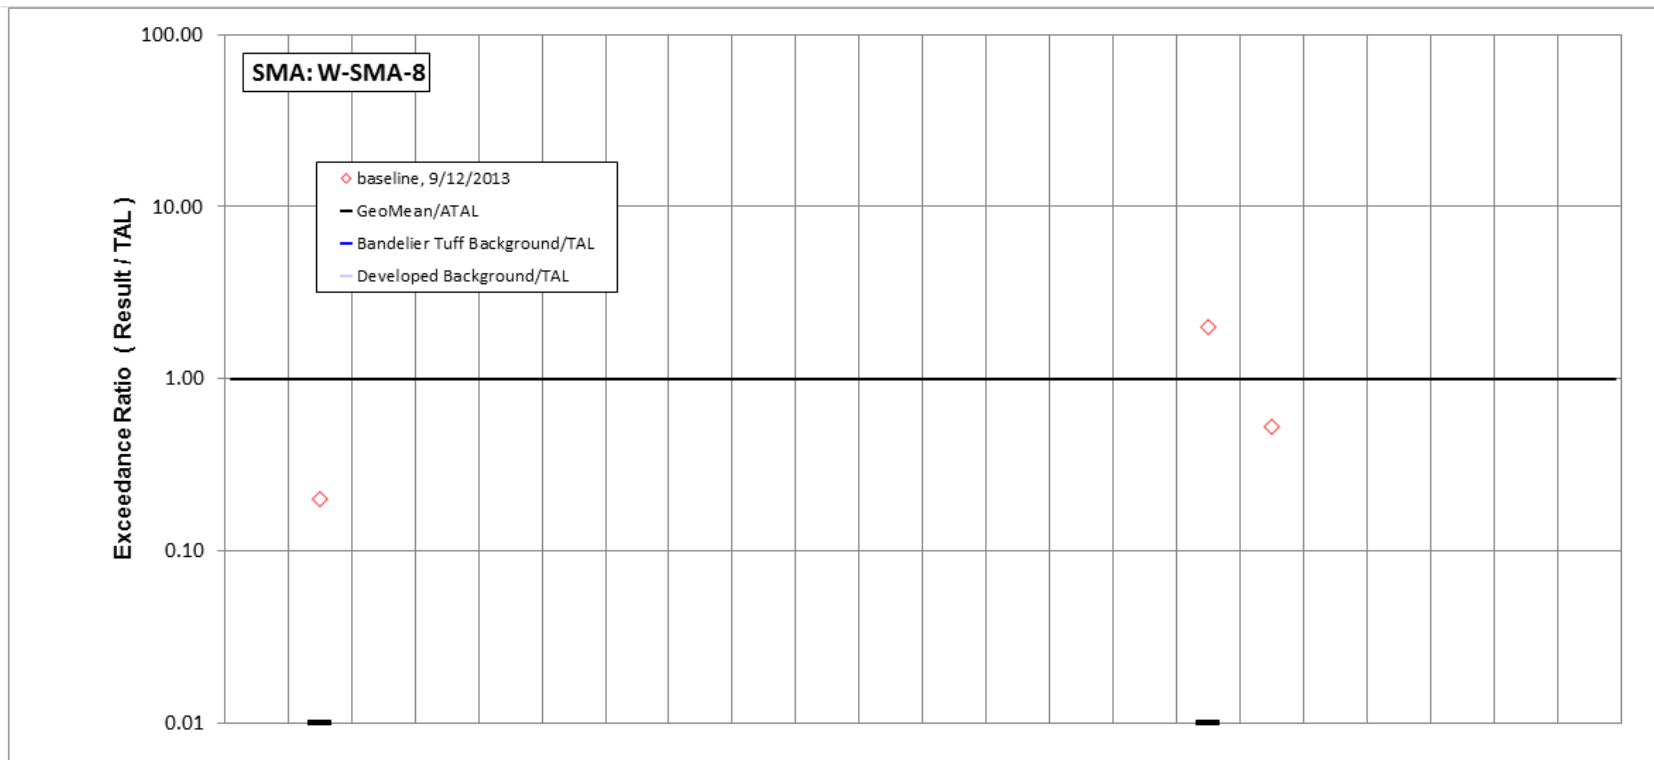 100.00
SMA: W-SMA-8
baseline, 9/12/2013
10.00
GeoMean/ATAL
Bandelier Tuff Background/TAL
Developed Background/TAL
Exceedance Ratio ( Result / TAL )
1.00
0.10
0.01